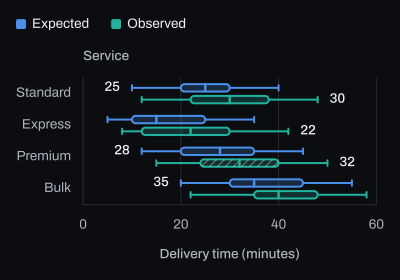 Expected Observed
Service
25
Standard
30
Express
22
28
Premium
32
35
Bulk
0 20 40 60
Delivery time (minutes)